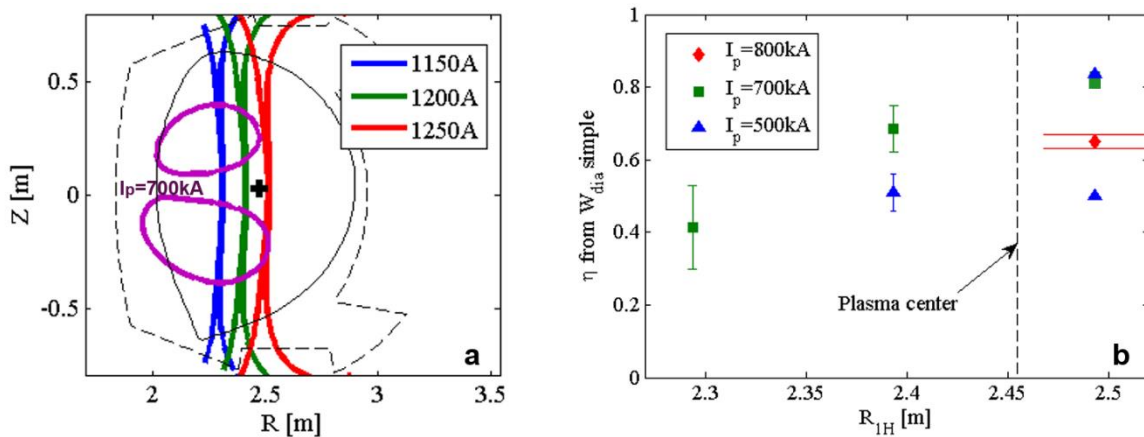 0.5
0
-0.5
Z [m]
1150A
1200A
1250A
Ip=700kA
a
2
2.5
3
3.5
R [m]
1
0.8
0.6
0.4
0.2
0
η from Wdia simple
Ip=800kA
Ip=700kA
Ip=500kA
Plasma center
b
2.3
2.35
2.4
2.45
2.5
R1H [m]